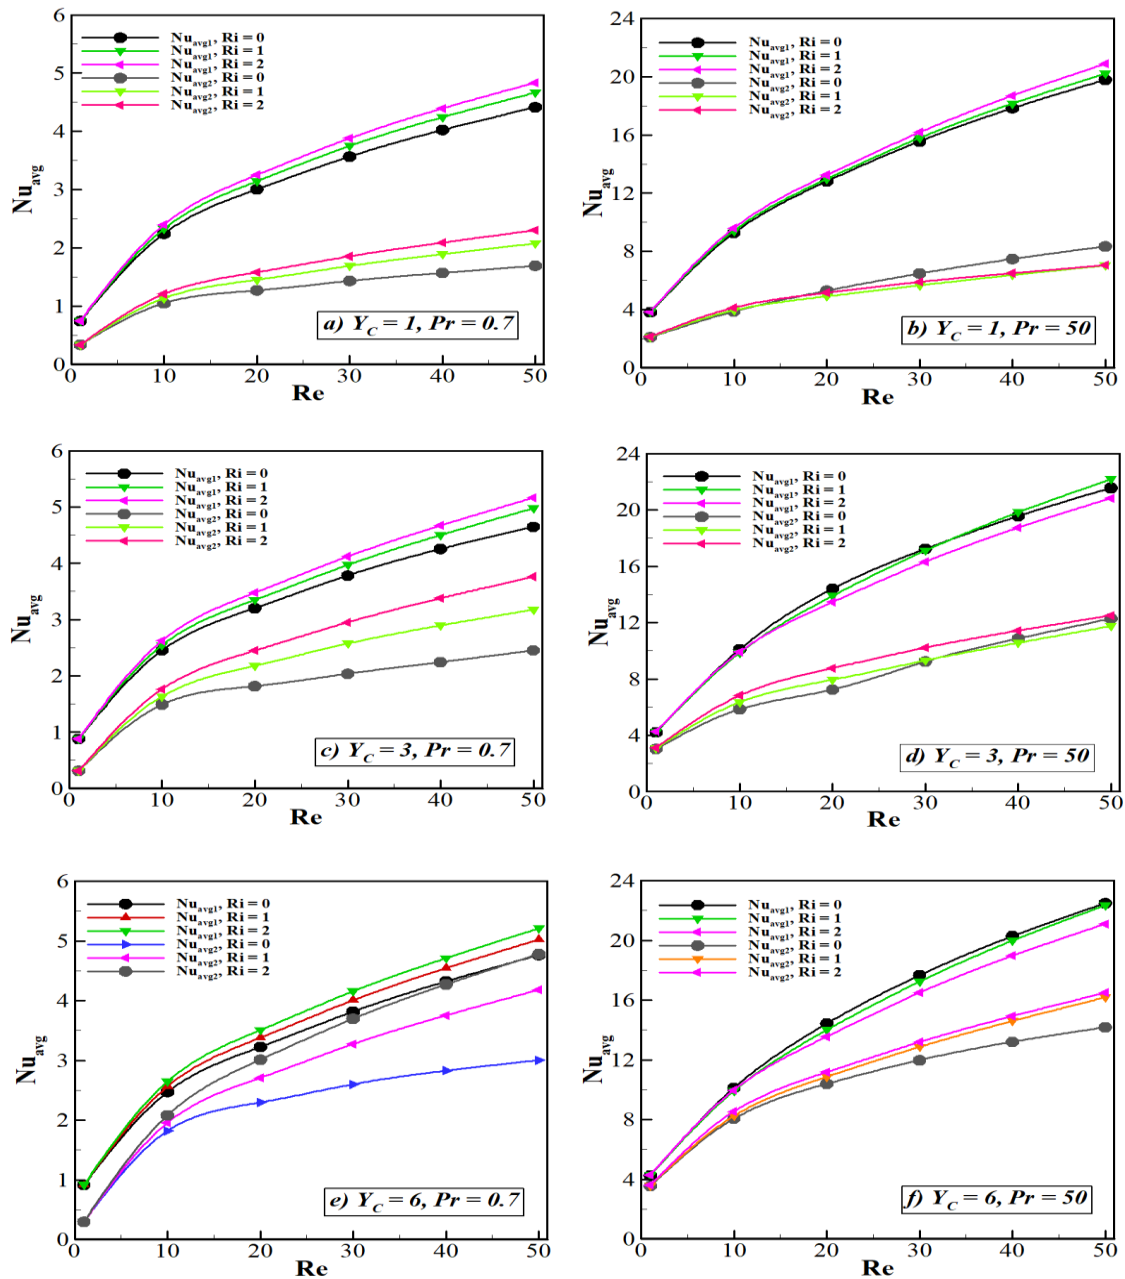 6
5
4
3
2
1
0
Nu_avg
Nu_avg1, Ri = 0
Nu_avg1, Ri = 1
Nu_avg1, Ri = 2
Nu_avg2, Ri = 0
Nu_avg2, Ri = 1
Nu_avg2, Ri = 2
a) Y_C = 1, Pr = 0.7
0 10 20 30 40 50
Re
24
20
16
12
8
4
0
Nu_avg
Nu_avg1, Ri = 0
Nu_avg1, Ri = 1
Nu_avg1, Ri = 2
Nu_avg2, Ri = 0
Nu_avg2, Ri = 1
Nu_avg2, Ri = 2
b) Y_C = 1, Pr = 50
0 10 20 30 40 50
Re
6
5
4
3
2
1
0
Nu_avg
Nu_avg1, Ri = 0
Nu_avg1, Ri = 1
Nu_avg1, Ri = 2
Nu_avg2, Ri = 0
Nu_avg2, Ri = 1
Nu_avg2, Ri = 2
c) Y_C = 3, Pr = 0.7
0 10 20 30 40 50
Re
24
20
16
12
8
4
0
Nu_avg
Nu_avg1, Ri = 0
Nu_avg1, Ri = 1
Nu_avg1, Ri = 2
Nu_avg2, Ri = 0
Nu_avg2, Ri = 1
Nu_avg2, Ri = 2
d) Y_C = 3, Pr = 50
0 10 20 30 40 50
Re
6
5
4
3
2
1
0
Nu_avg
Nu_avg1, Ri = 0
Nu_avg1, Ri = 1
Nu_avg1, Ri = 2
Nu_avg2, Ri = 0
Nu_avg2, Ri = 1
Nu_avg2, Ri = 2
e) Y_C = 6, Pr = 0.7
0 10 20 30 40 50
Re
24
20
16
12
8
4
0
Nu_avg
Nu_avg1, Ri = 0
Nu_avg1, Ri = 1
Nu_avg1, Ri = 2
Nu_avg2, Ri = 0
Nu_avg2, Ri = 1
Nu_avg2, Ri = 2
f) Y_C = 6, Pr = 50
0 10 20 30 40 50
Re